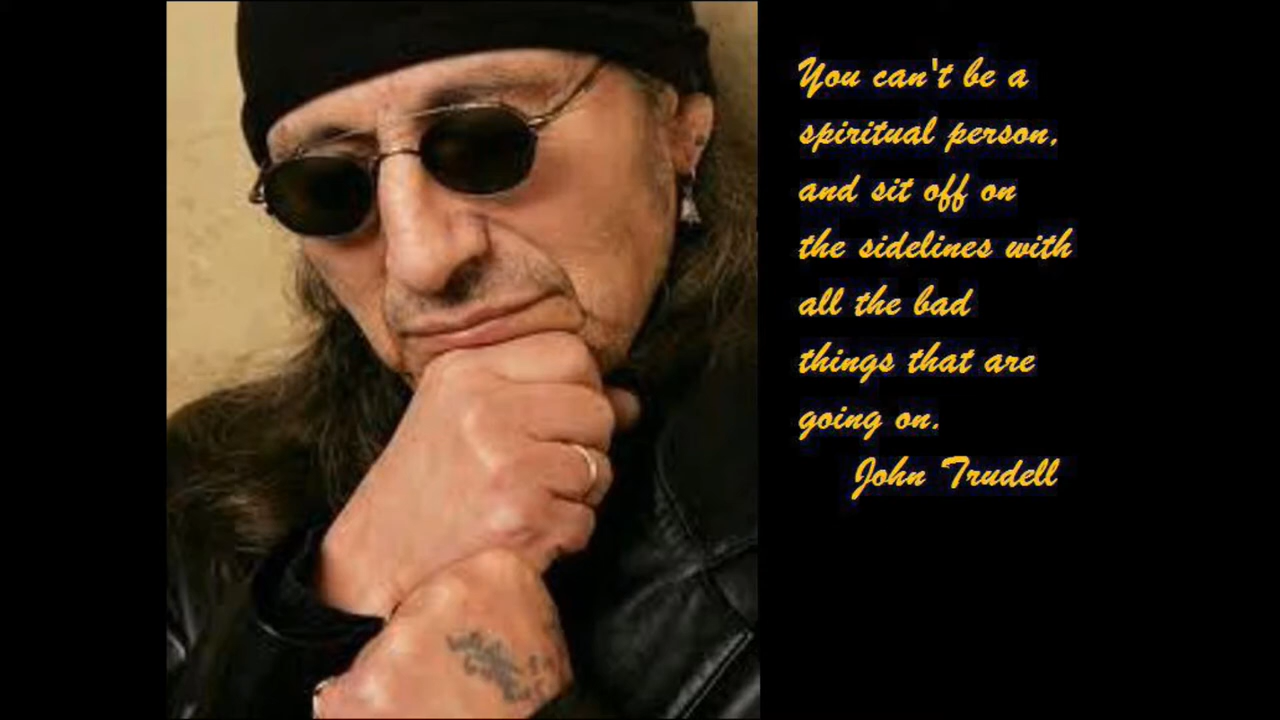 You can't be a
spiritual person,
and sit off on
the sidelines with
all the bad
things that are
going on.
John Trudell